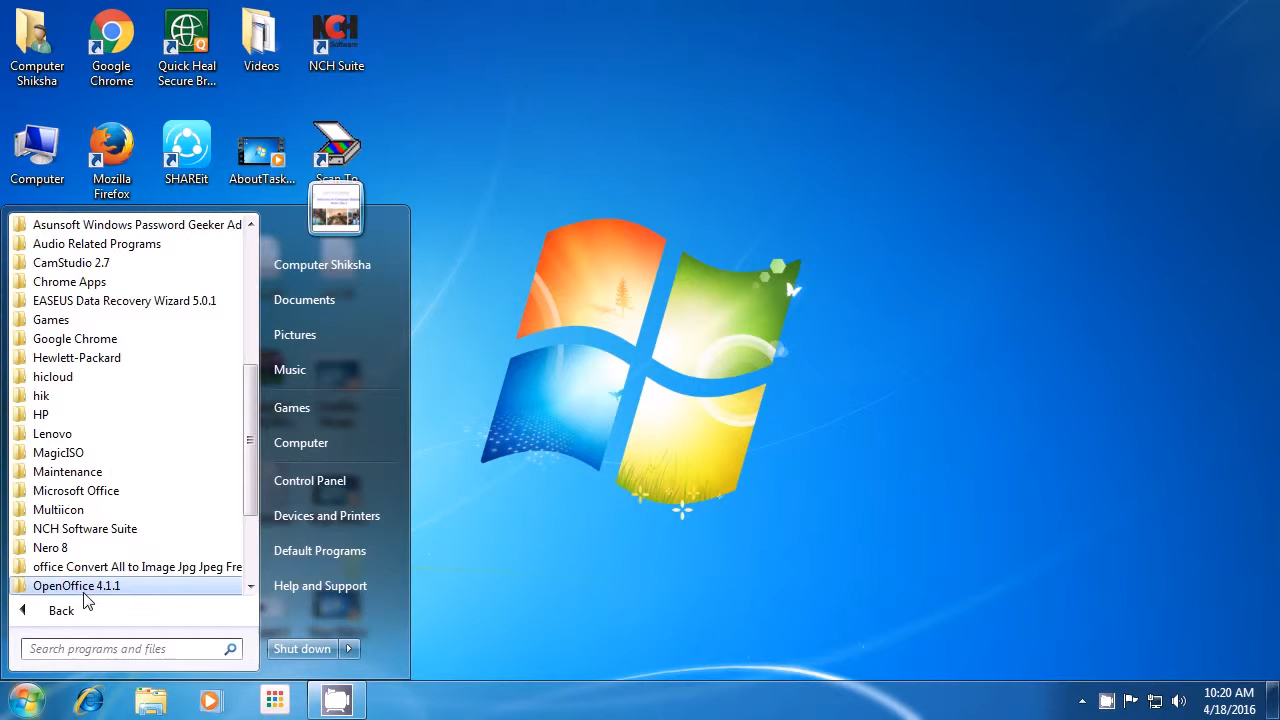 Computer
Shiksha
Google
Chrome
Quick Heal
Secure Br...
Videos
NCH
Software
NCH Suite
Computer
Mozilla
Firefox
SHAREit
AboutTask...
Scan To
Asunsoft Windows Password Geeker Ad
Audio Related Programs
CamStudio 2.7
Chrome Apps
EASEUS Data Recovery Wizard 5.0.1
Games
Google Chrome
Hewlett-Packard
hicloud
hik
HP
Lenovo
MagicISO
Maintenance
Microsoft Office
Multiicon
NCH Software Suite
Nero 8
office Convert All to Image Jpg Jpeg Fre
OpenOffice 4.1.1
Back
Search programs and files
Computer Shiksha
Documents
Pictures
Music
Games
Computer
Control Panel
Devices and Printers
Default Programs
Help and Support
Shut down
10:20 AM
4/18/2016